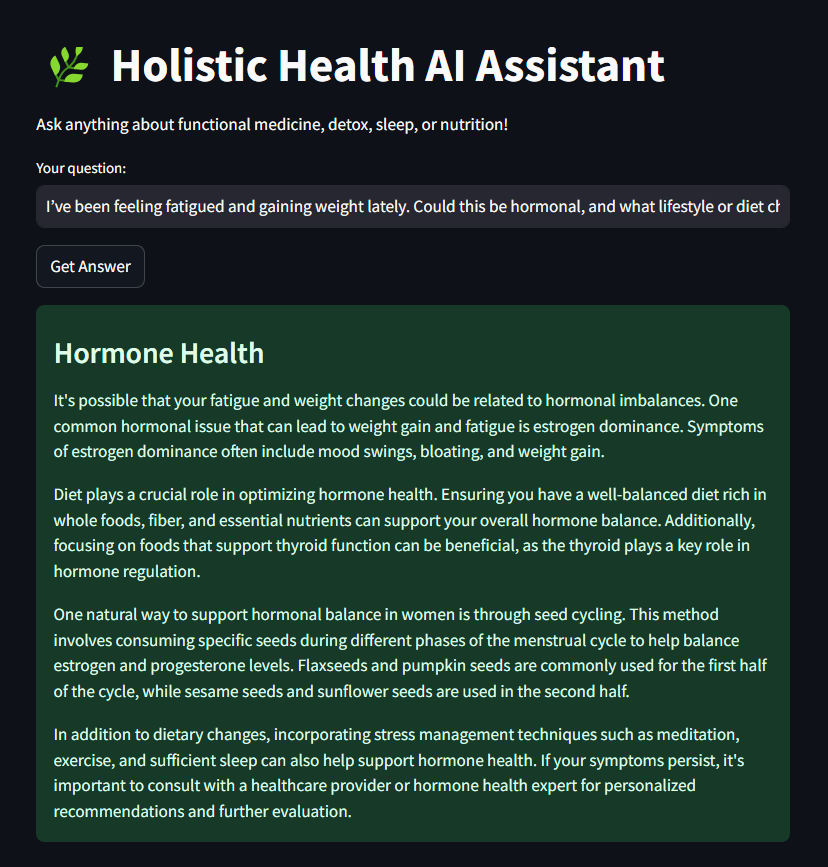 Holistic Health AI Assistant
Ask anything about functional medicine, detox, sleep, or nutrition!
Your question:
I’ve been feeling fatigued and gaining weight lately. Could this be hormonal, and what lifestyle or diet
Get Answer
Hormone Health
It's possible that your fatigue and weight changes could be related to hormonal imbalances. One
common hormonal issue that can lead to weight gain and fatigue is estrogen dominance. Symptoms
of estrogen dominance often include mood swings, bloating, and weight gain.
Diet plays a crucial role in optimizing hormone health. Ensuring you have a well-balanced diet rich in
whole foods, fiber, and essential nutrients can support your overall hormone balance. Additionally,
focusing on foods that support thyroid function can be beneficial, as the thyroid plays a key role in
hormone regulation.
One natural way to support hormonal balance in women is through seed cycling. This method
involves consuming specific seeds during different phases of the menstrual cycle to help balance
estrogen and progesterone levels. Flaxseeds and pumpkin seeds are commonly used for the first half
of the cycle, while sesame seeds and sunflower seeds are used in the second half.
In addition to dietary changes, incorporating stress management techniques such as meditation,
exercise, and sufficient sleep can also help support hormone health. If your symptoms persist, it's
important to consult with a healthcare provider or hormone health expert for personalized
recommendations and further evaluation.